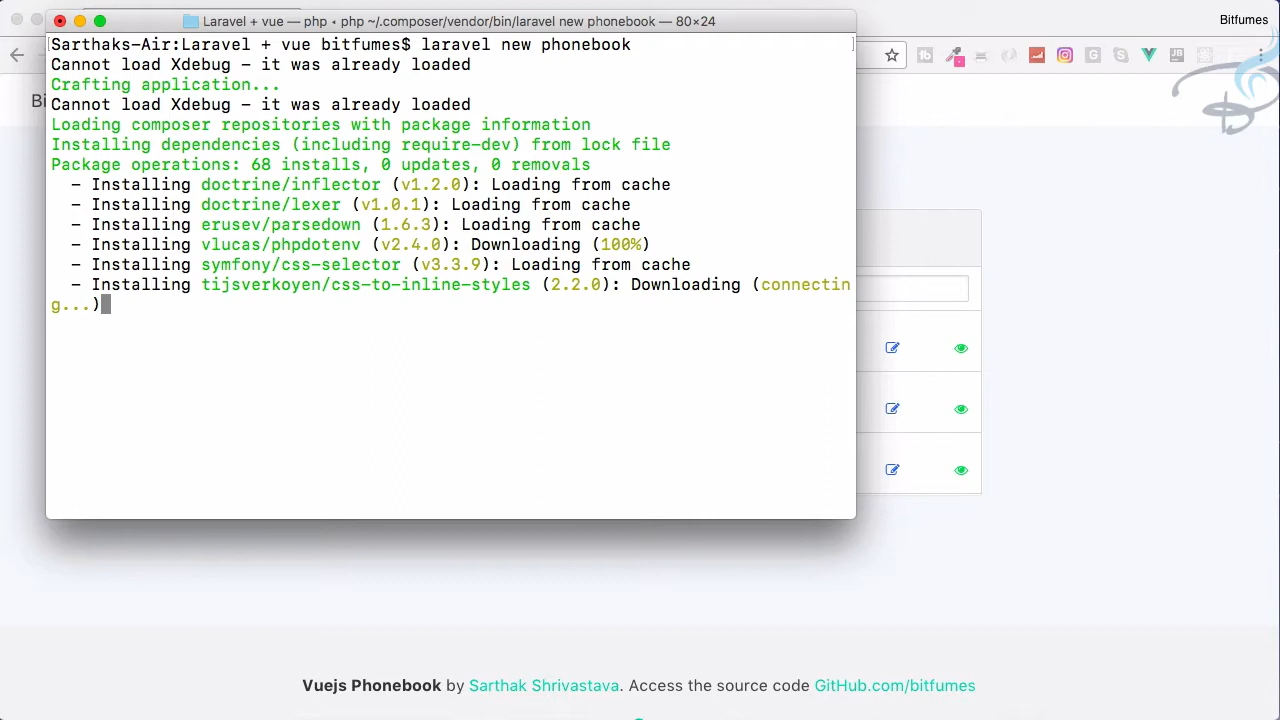 Laravel + vue — php • php ~/.composer/vendor/bin/laravel new phonebook — 80×24
Bitfumes
Sarthaks-Air:Laravel + vue bitfumes$ laravel new phonebook
Cannot load Xdebug - it was already loaded
Crafting application...
Cannot load Xdebug - it was already loaded
Loading composer repositories with package information
Installing dependencies (including require-dev) from lock file
Package operations: 68 installs, 0 updates, 0 removals
- Installing doctrine/inflector (v1.2.0): Loading from cache
- Installing doctrine/lexer (v1.0.1): Loading from cache
- Installing erusev/parsedown (1.6.3): Loading from cache
- Installing vlucas/phpdotenv (v2.4.0): Downloading (100%)
- Installing symfony/css-selector (v3.3.9): Loading from cache
- Installing tijsverkoyen/css-to-inline-styles (2.2.0): Downloading (connectin
g...)
Vuejs Phonebook by Sarthak Shrivastava. Access the source code GitHub.com/bitfumes